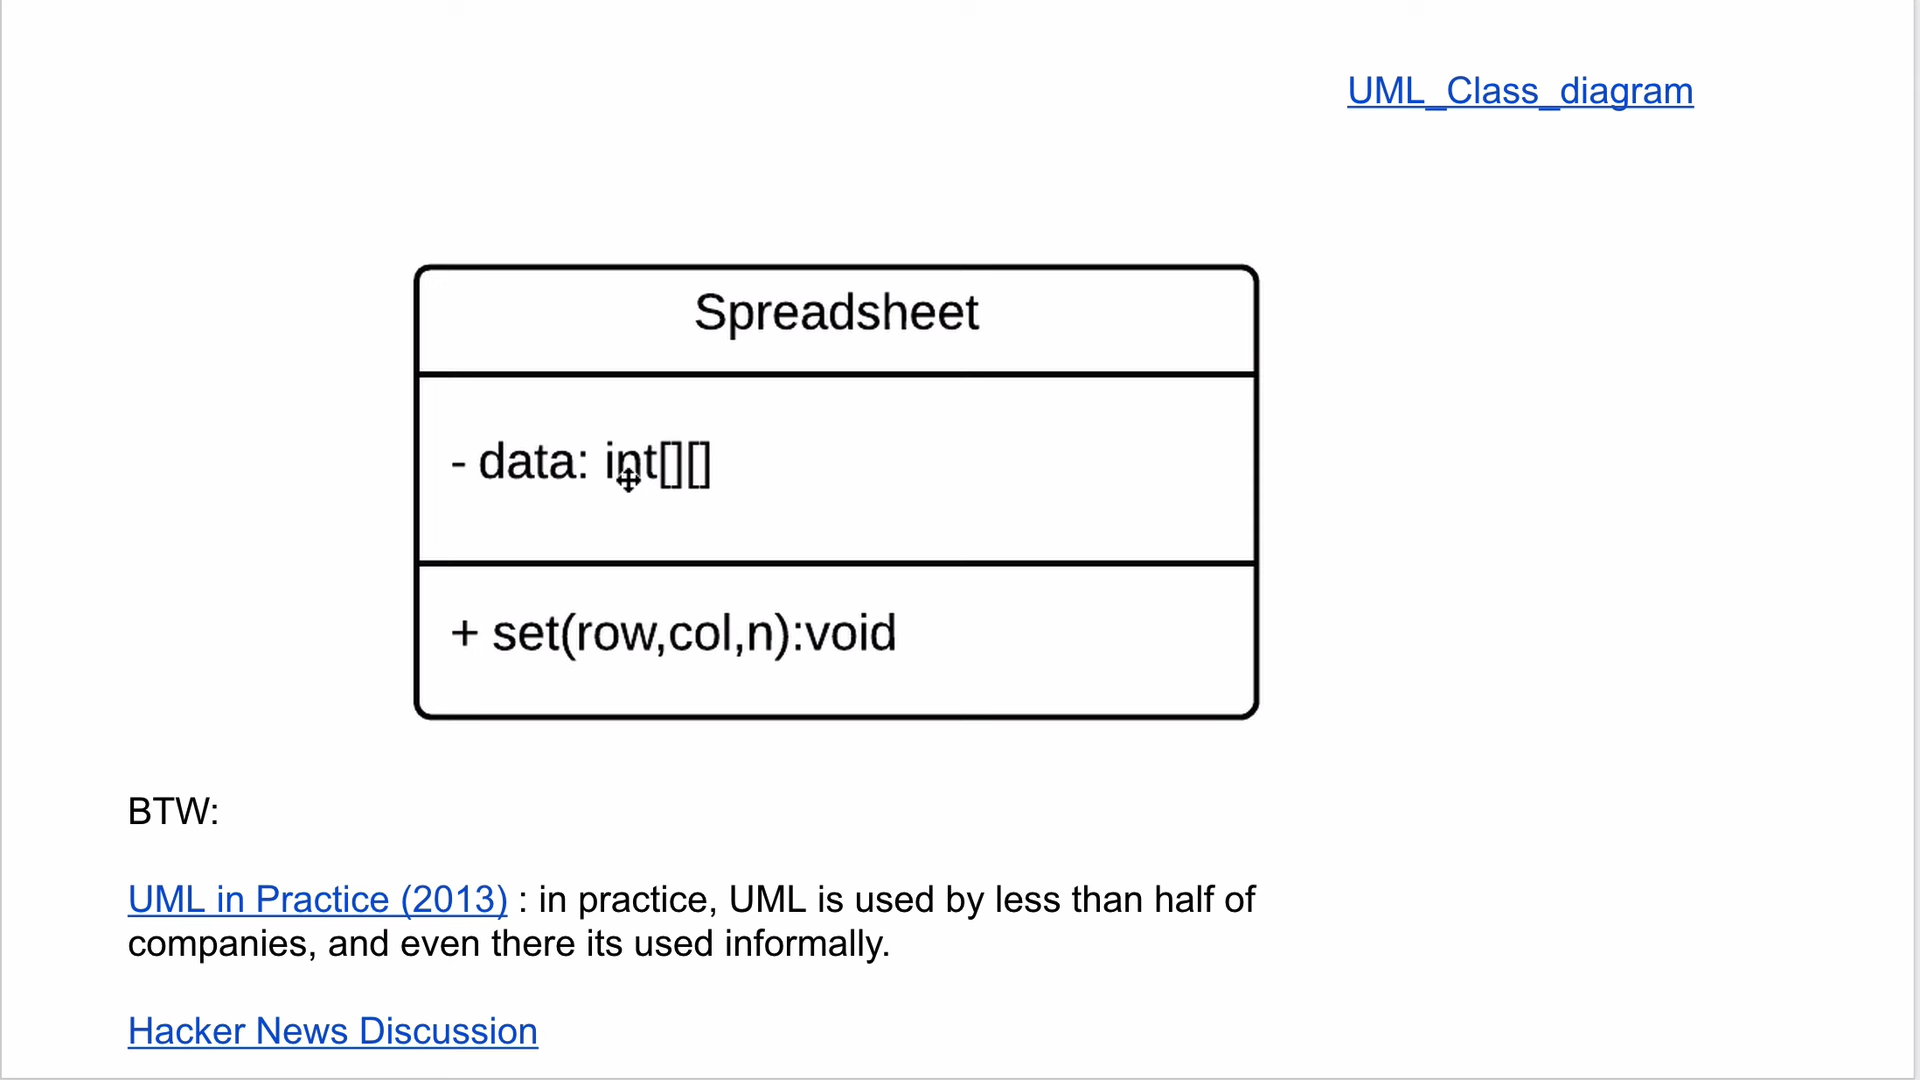 UML_Class_diagram
Spreadsheet
- data: int[][]
+ set(row,col,n):void
BTW:
UML in Practice (2013) : in practice, UML is used by less than half of
companies, and even there its used informally.
Hacker News Discussion